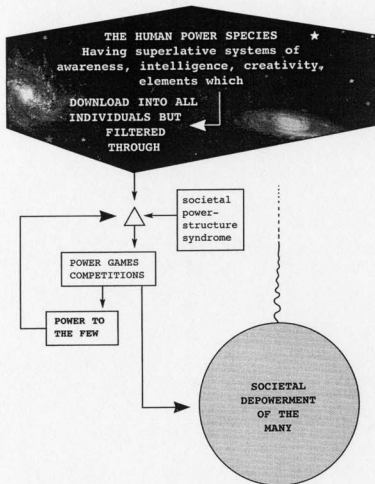 THE HUMAN POWER SPECIES
Having superlative systems of
awareness, intelligence, creativity,
elements which
DOWNLOAD INTO ALL
INDIVIDUALS BUT
FILTERED
THROUGH
societal
power-
structure
syndrome
POWER GAMES
COMPETITIONS
POWER TO
THE FEW
SOCIETAL
DEPOWERMENT
OF THE
MANY